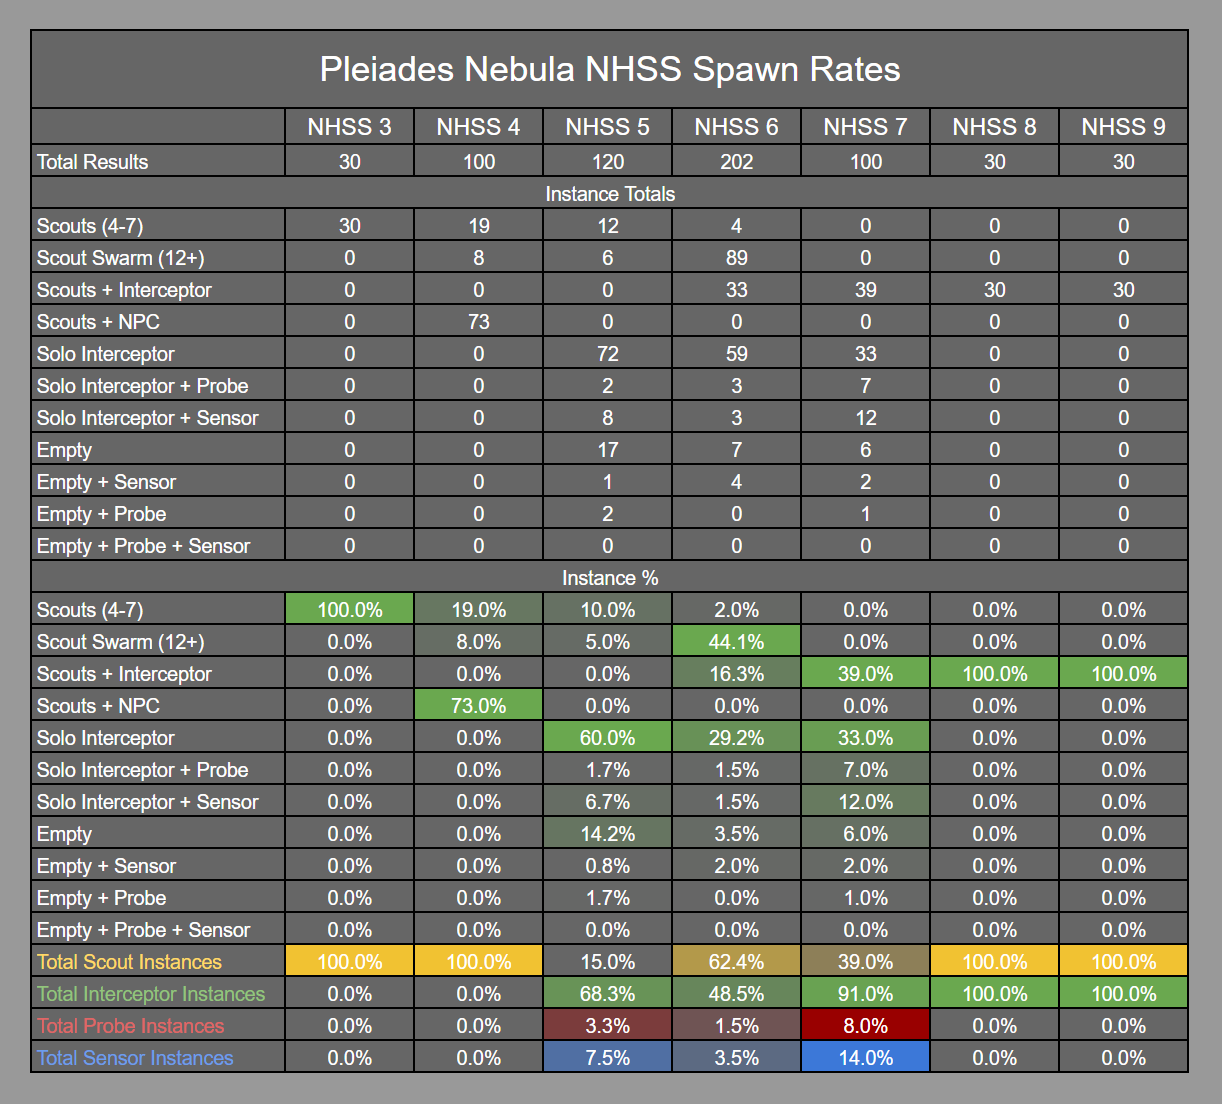 Pleiades Nebula NHSS Spawn Rates
NHSS 3 NHSS 4 NHSS 5 NHSS 6 NHSS 7 NHSS 8 NHSS 9
Total Results 30 100 120 202 100 30 30
Instance Totals
Scouts (4-7) 30 19 12 4 0 0 0
Scout Swarm (12+) 0 8 6 89 0 0 0
Scouts + Interceptor 0 0 0 33 39 30 30
Scouts + NPC 0 73 0 0 0 0 0
Solo Interceptor 0 0 72 59 33 0 0
Solo Interceptor + Probe 0 0 2 3 7 0 0
Solo Interceptor + Sensor 0 0 8 3 12 0 0
Empty 0 0 17 7 6 0 0
Empty + Sensor 0 0 1 4 2 0 0
Empty + Probe 0 0 2 0 1 0 0
Empty + Probe + Sensor 0 0 0 0 0 0 0
Instance %
Scouts (4-7) 100.0% 19.0% 10.0% 2.0% 0.0% 0.0% 0.0%
Scout Swarm (12+) 0.0% 8.0% 5.0% 44.1% 0.0% 0.0% 0.0%
Scouts + Interceptor 0.0% 0.0% 0.0% 16.3% 39.0% 100.0% 100.0%
Scouts + NPC 0.0% 73.0% 0.0% 0.0% 0.0% 0.0% 0.0%
Solo Interceptor 0.0% 0.0% 60.0% 29.2% 33.0% 0.0% 0.0%
Solo Interceptor + Probe 0.0% 0.0% 1.7% 1.5% 7.0% 0.0% 0.0%
Solo Interceptor + Sensor 0.0% 0.0% 6.7% 1.5% 12.0% 0.0% 0.0%
Empty 0.0% 0.0% 14.2% 3.5% 6.0% 0.0% 0.0%
Empty + Sensor 0.0% 0.0% 0.8% 2.0% 2.0% 0.0% 0.0%
Empty + Probe 0.0% 0.0% 1.7% 0.0% 1.0% 0.0% 0.0%
Empty + Probe + Sensor 0.0% 0.0% 0.0% 0.0% 0.0% 0.0% 0.0%
Total Scout Instances 100.0% 100.0% 15.0% 62.4% 39.0% 100.0% 100.0%
Total Interceptor Instances 0.0% 0.0% 68.3% 48.5% 91.0% 100.0% 100.0%
Total Probe Instances 0.0% 0.0% 3.3% 1.5% 8.0% 0.0% 0.0%
Total Sensor Instances 0.0% 0.0% 7.5% 3.5% 14.0% 0.0% 0.0%